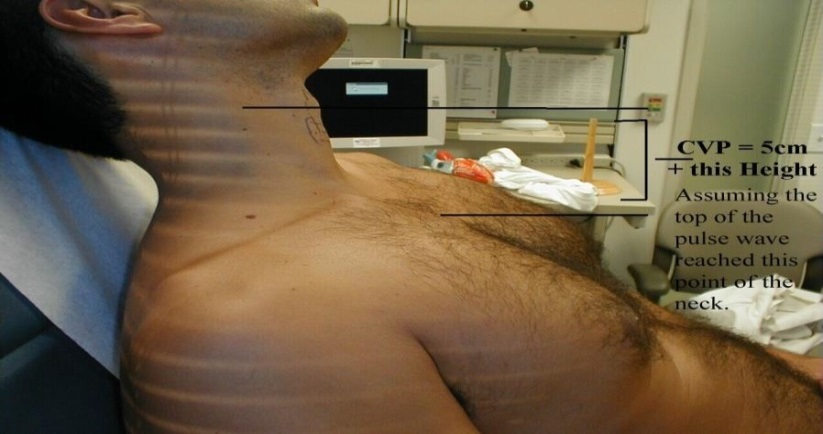 CVP = 5cm
+ this Height
Assuming the
top of the
pulse wave
reached this
point of the
neck.